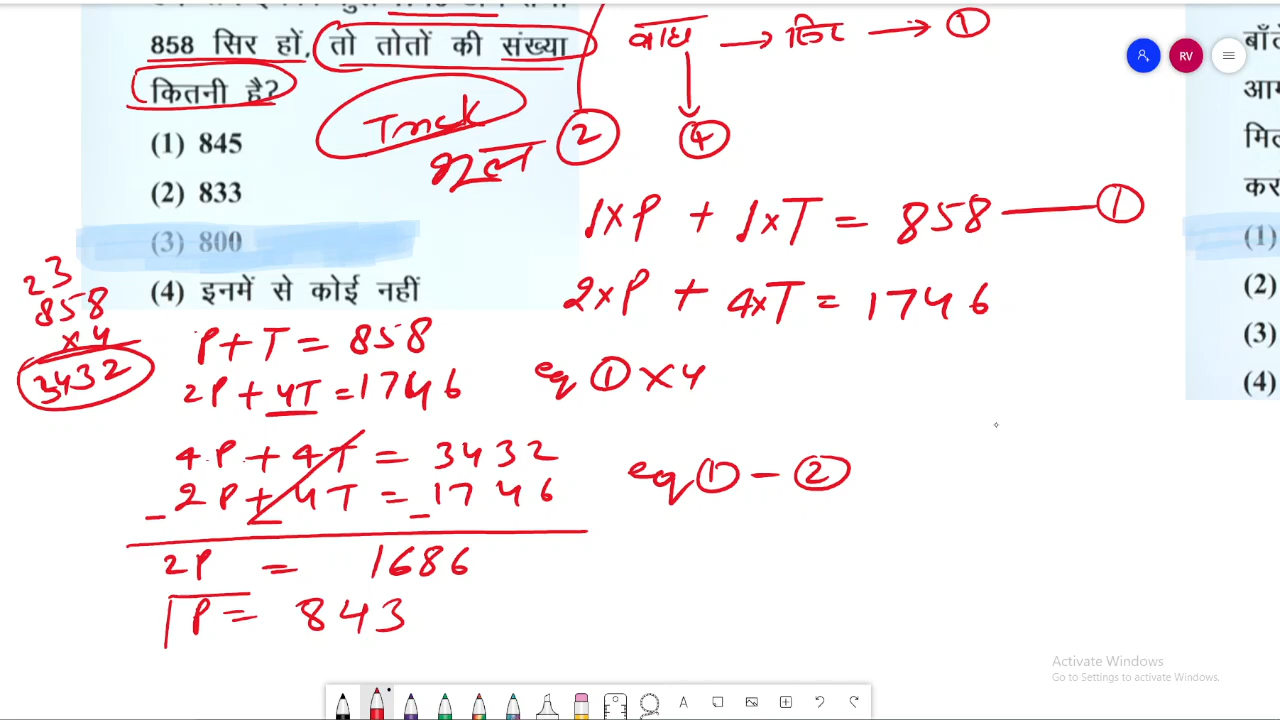 858 सिर हों, तो तोतों की संख्या
कितनी है?
(1) 845
(2) 833
(3) 800
(4) इनमें से कोई नहीं
Trick
बाघ → सिर → 1
2
4
1×P + 1×T = 858 — 1
2×P + 4×T = 1746
23
858
×4
3432
P + T = 858
2P + 4T = 1746
eq 1 × 4
4P + 4T = 3432
- 2P + 4T = - 1746
eq 1 - 2
2P = 1686
P = 843
RV
(1)
(2)
(3)
(4)
Activate Windows
Go to Settings to activate Windows.
A